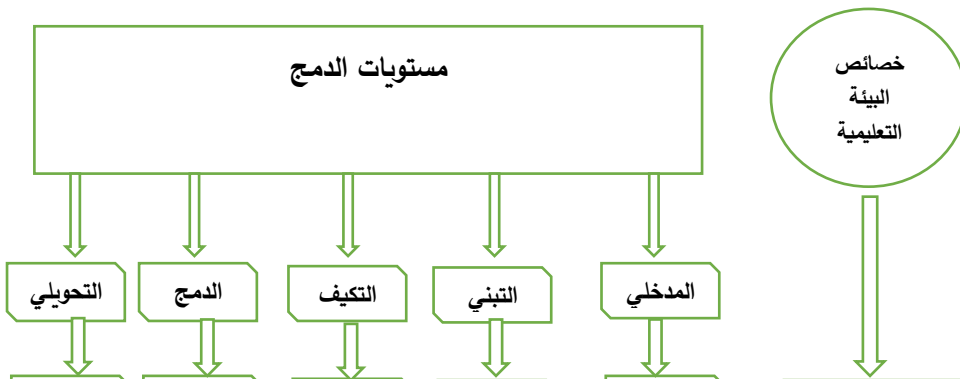 خصائص
البيئة
التعليمية
مستويات الدمج
المدخلي
التبني
التكيف
الدمج
التحويلي